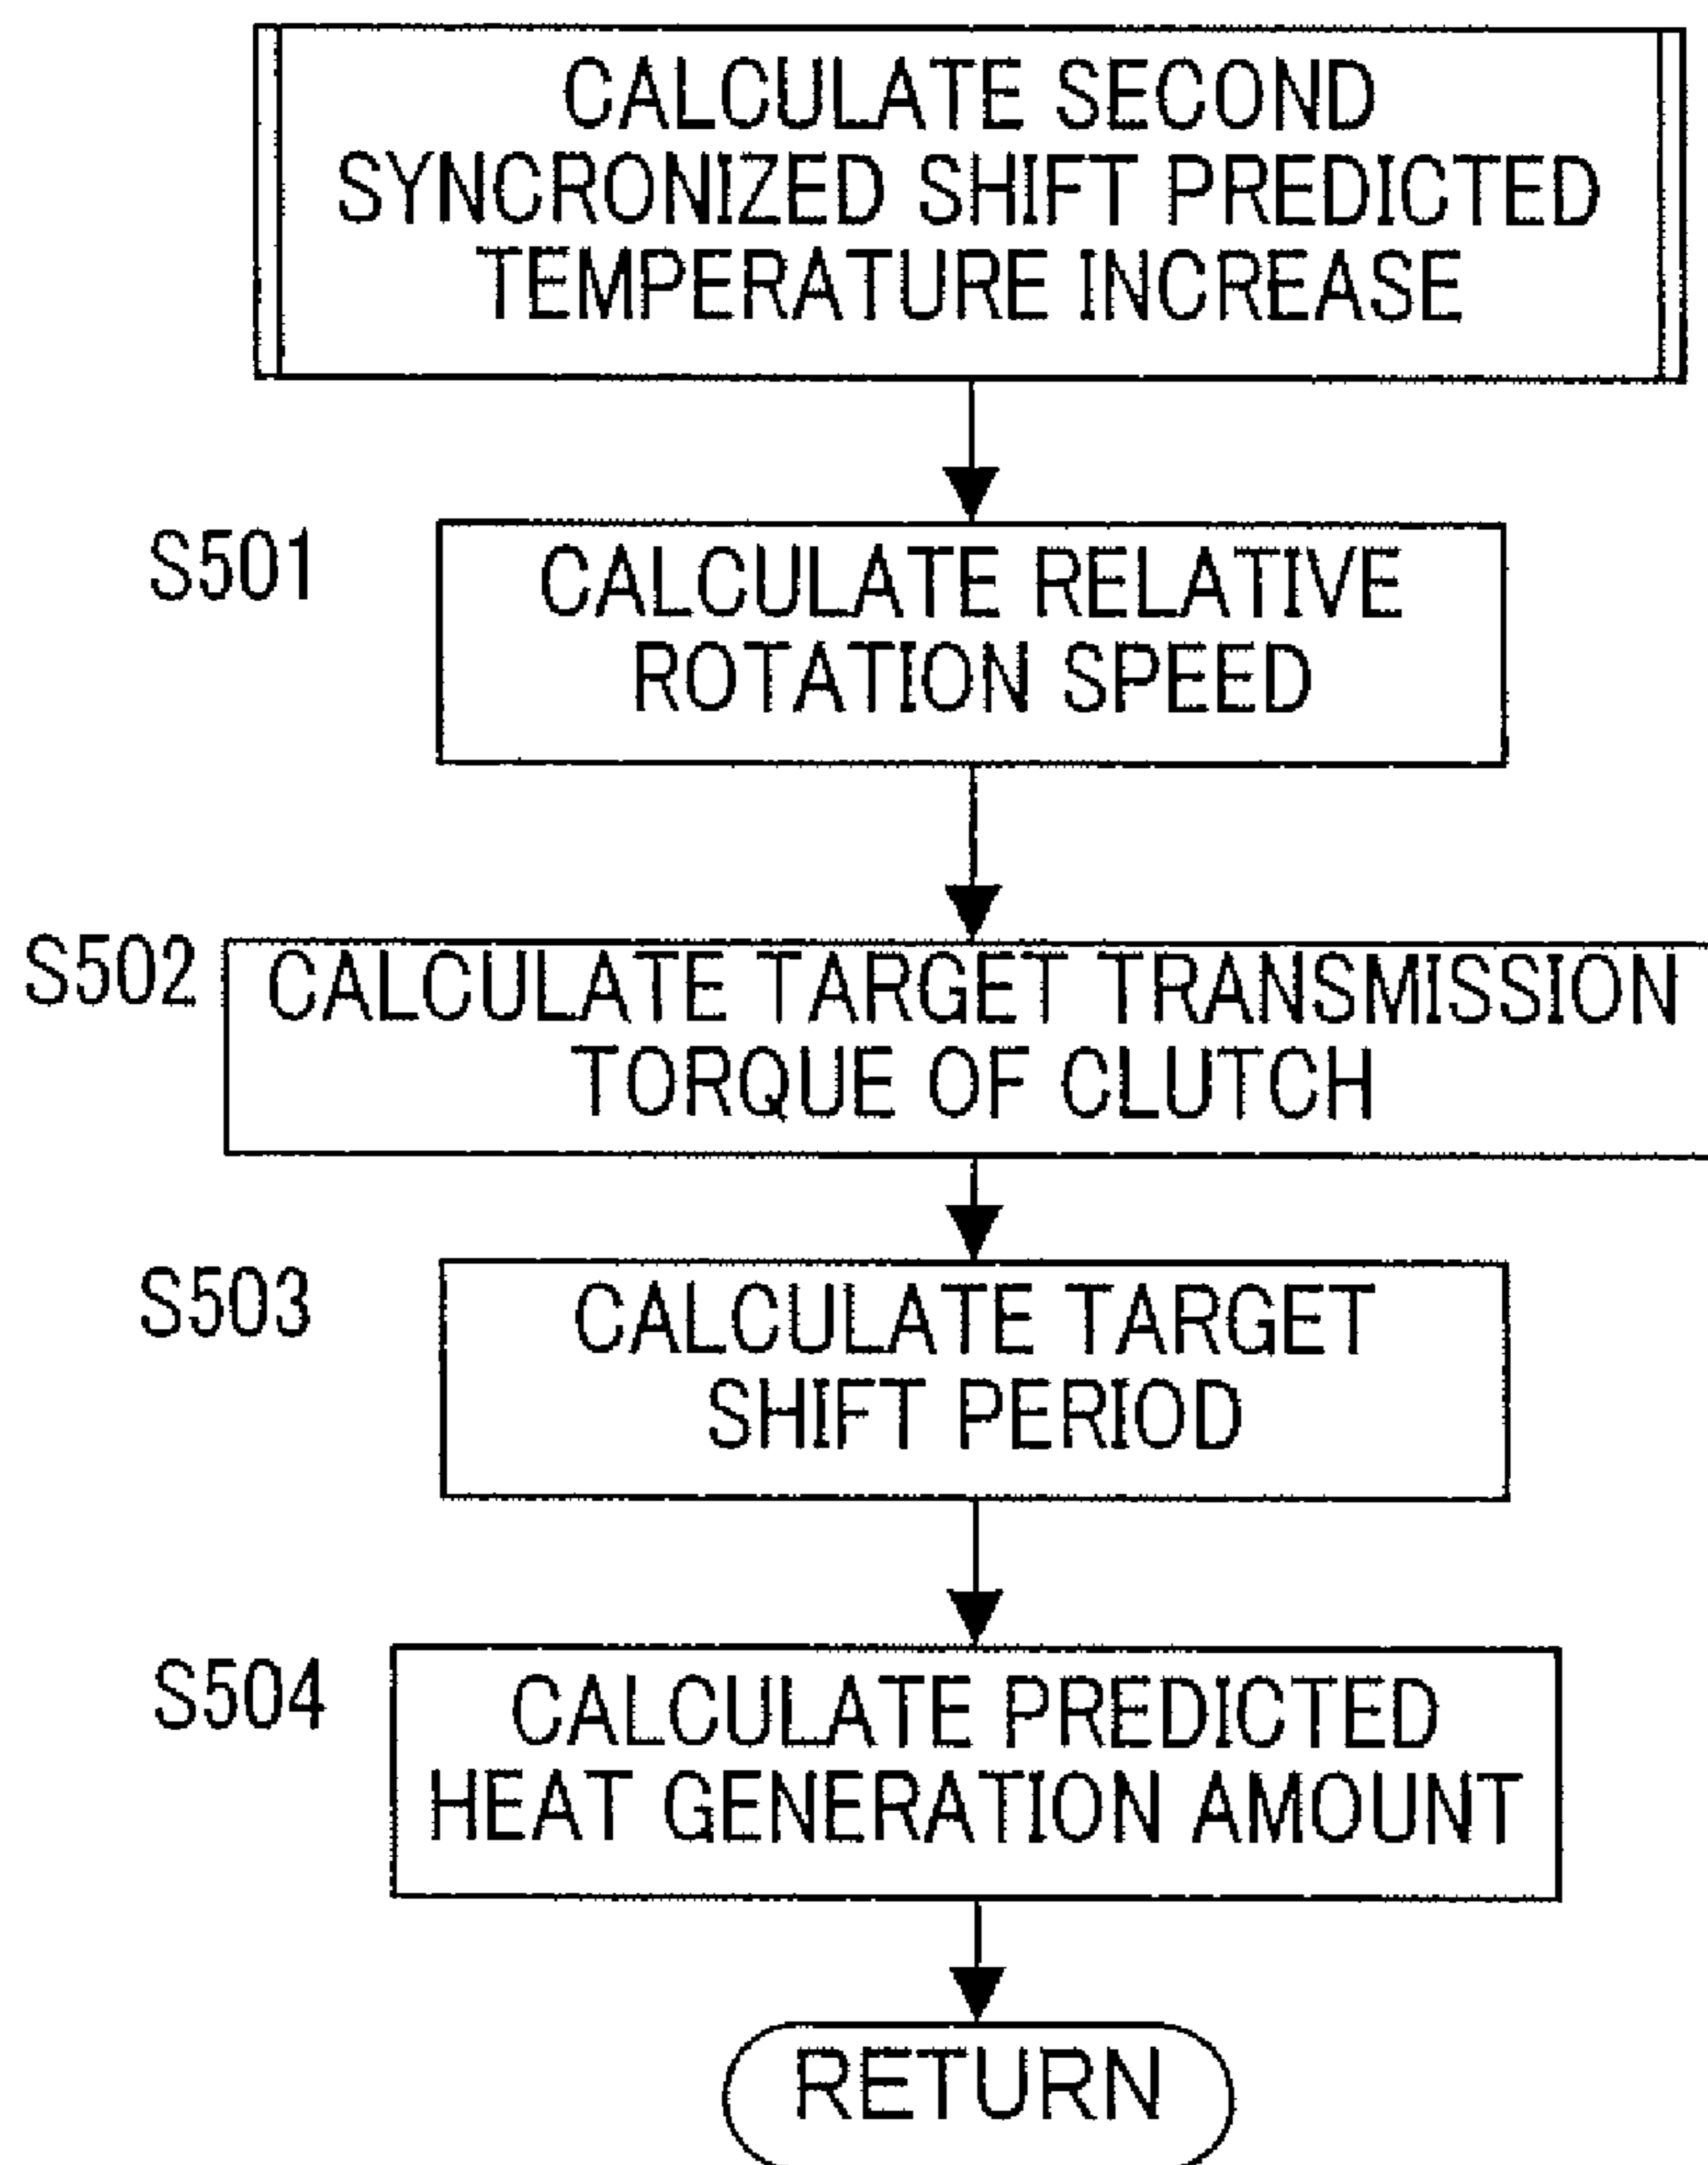 CALCULATE SECOND
SYNCRONIZED SHIFT PREDICTED
TEMPERATURE INCREASE
S501
CALCULATE RELATIVE
ROTATION SPEED
S502
CALCULATE TARGET TRANSMISSION
TORQUE OF CLUTCH
S503
CALCULATE TARGET
SHIFT PERIOD
S504
CALCULATE PREDICTED
HEAT GENERATION AMOUNT
RETURN